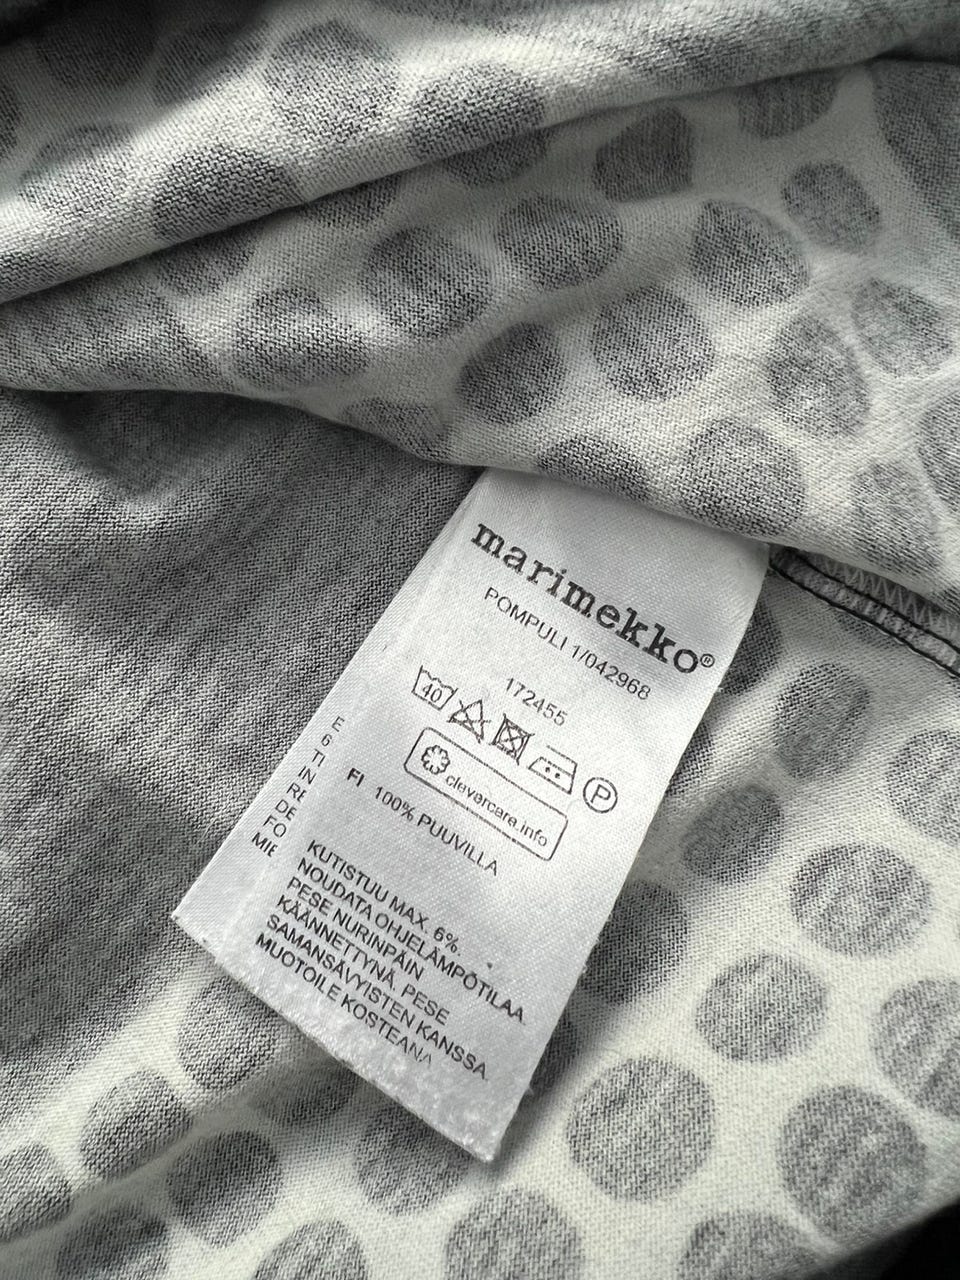 marimekko®
POMPULI 1/042968
172455
40
P
clevercare.info
FI 100% PUUVILLA
KUTISTUU MAX. 6%.
NOUDATA OHJELÄMPÖTILAA.
PESE NURINPÄIN
KÄÄNNETTYNÄ. PESE
SAMANSÄVYISTEN KANSSA.
MUOTOILE KOSTEANA